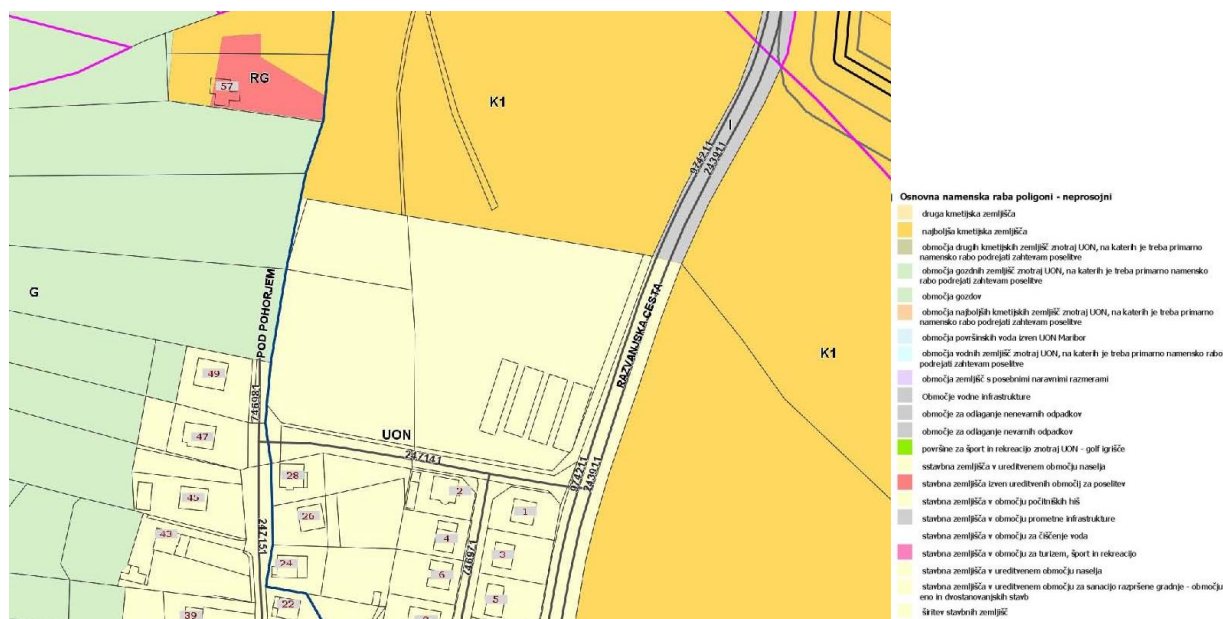 57
RG
K1
I
974211
243911
G
POD POHORJEM
RAZVANJSKA CESTA
K1
49
746981
47
UON
247141
974211
243911
28
2
1
45
26
43
4
3
247151
746971
24
6
5
22
39
Osnovna namenska raba poligoni - neprosojni
druga kmetijska zemljišča
najboljša kmetijska zemljišča
območja drugih kmetijskih zemljišč znotraj UON, na katerih je treba primarno
namensko rabo podrejati zahtevam poselitve
območja gozdnih zemljišč znotraj UON, na katerih je treba primarno namensko
rabo podrejati zahtevam poselitve
območja gozdov
območja najboljših kmetijskih zemljišč znotraj UON, na katerih je treba primarno
namensko rabo podrejati zahtevam poselitve
območja površinskih voda izven UON Maribor
območja vodnih zemljišč znotraj UON, na katerih je treba primarno namensko rabo
podrejati zahtevam poselitve
območja zemljišč s posebnimi naravnimi razmerami
Območje vodne infrastrukture
območje za odlaganje nenevarnih odpadkov
območje za odlaganje nevarnih odpadkov
površine za šport in rekreacijo znotraj UON - golf igrišče
sstavbna zemljišča v ureditvenem območju naselja
stavbna zemljišča izven ureditvenih območij za poselitev
stavbna zemljišča v območju počitniških hiš
stavbna zemljišča v območju prometne infrastrukture
stavbna zemljišča v območju za čiščenje voda
stavbna zemljišča v območju za turizem, šport in rekreacijo
stavbna zemljišča v ureditvenem območju naselja
stavbna zemljišča v ureditvenem območju za sanacijo razpršene gradnje - območju
eno in dvostanovanjskih stavb
širitev stavbnih zemljišč